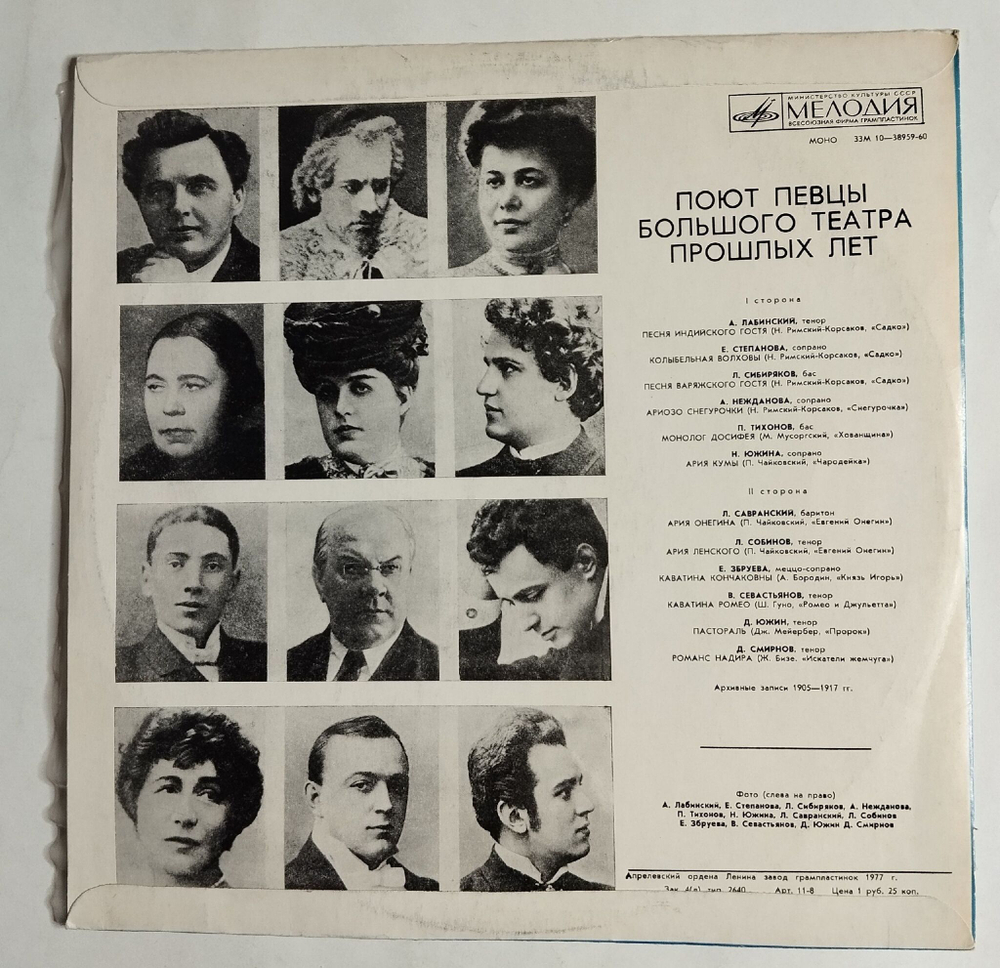 МИНИСТЕРСТВО КУЛЬТУРЫ СССР
МЕЛОДИЯ
ВСЕСОЮЗНАЯ ФИРМА ГРАМПЛАСТИНОК
МОНО 33М 10—38959-60
ПОЮТ ПЕВЦЫ
БОЛЬШОГО ТЕАТРА
ПРОШЛЫХ ЛЕТ
I сторона
А. ЛАБИНСКИЙ, тенор
ПЕСНЯ ИНДИЙСКОГО ГОСТЯ (Н. Римский-Корсаков, «Садко»)
Е. СТЕПАНОВА, сопрано
КОЛЫБЕЛЬНАЯ ВОЛХОВЫ (Н. Римский-Корсаков, «Садко»)
Л. СИБИРЯКОВ, бас
ПЕСНЯ ВАРЯЖСКОГО ГОСТЯ (Н. Римский-Корсаков, «Садко»)
А. НЕЖДАНОВА, сопрано
АРИОЗО СНЕГУРОЧКИ (Н. Римский-Корсаков, «Снегурочка»)
П. ТИХОНОВ, бас
МОНОЛОГ ДОСИФЕЯ (М. Мусоргский, «Хованщина»)
Н. ЮЖИНА, сопрано
АРИЯ КУМЫ (П. Чайковский, «Чародейка»)
II сторона
Л. САВРАНСКИЙ, баритон
АРИЯ ОНЕГИНА (П. Чайковский, «Евгений Онегин»)
Л. СОБИНОВ, тенор
АРИЯ ЛЕНСКОГО (П. Чайковский, «Евгений Онегин»)
Е. ЗБРУЕВА, меццо-сопрано
КАВАТИНА КОНЧАКОВНЫ (А. Бородин, «Князь Игорь»)
В. СЕВАСТЬЯНОВ, тенор
КАВАТИНА РОМЕО (Ш. Гуно, «Ромео и Джульетта»)
Д. ЮЖИН, тенор
ПАСТОРАЛЬ (Дж. Мейербер, «Пророк»)
Д. СМИРНОВ, тенор
РОМАНС НАДИРА (Ж. Бизе, «Искатели жемчуга»)
Архивные записи 1905—1917 гг.
Фото (слева на право)
А. Лабинский, Е. Степанова, Л. Сибиряков, А. Нежданова,
П. Тихонов, Н. Южина, Л. Савранский, Л. Собинов
Е. Збруева, В. Севастьянов, Д. Южин Д. Смирнов
Апрелевский ордена Ленина завод грампластинок 1977 г.
Зак. тип. 2640 Арт. 11-8 Цена 1 руб. 25 коп.